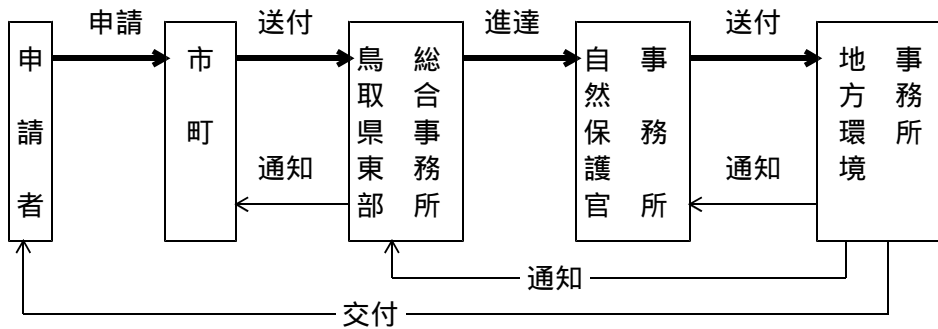 申請
送付
進達
送付
申請者
市町
鳥取県東部
総合事務所
自然保護官
事務所
地方環境
事務所
通知
通知
通知
交付